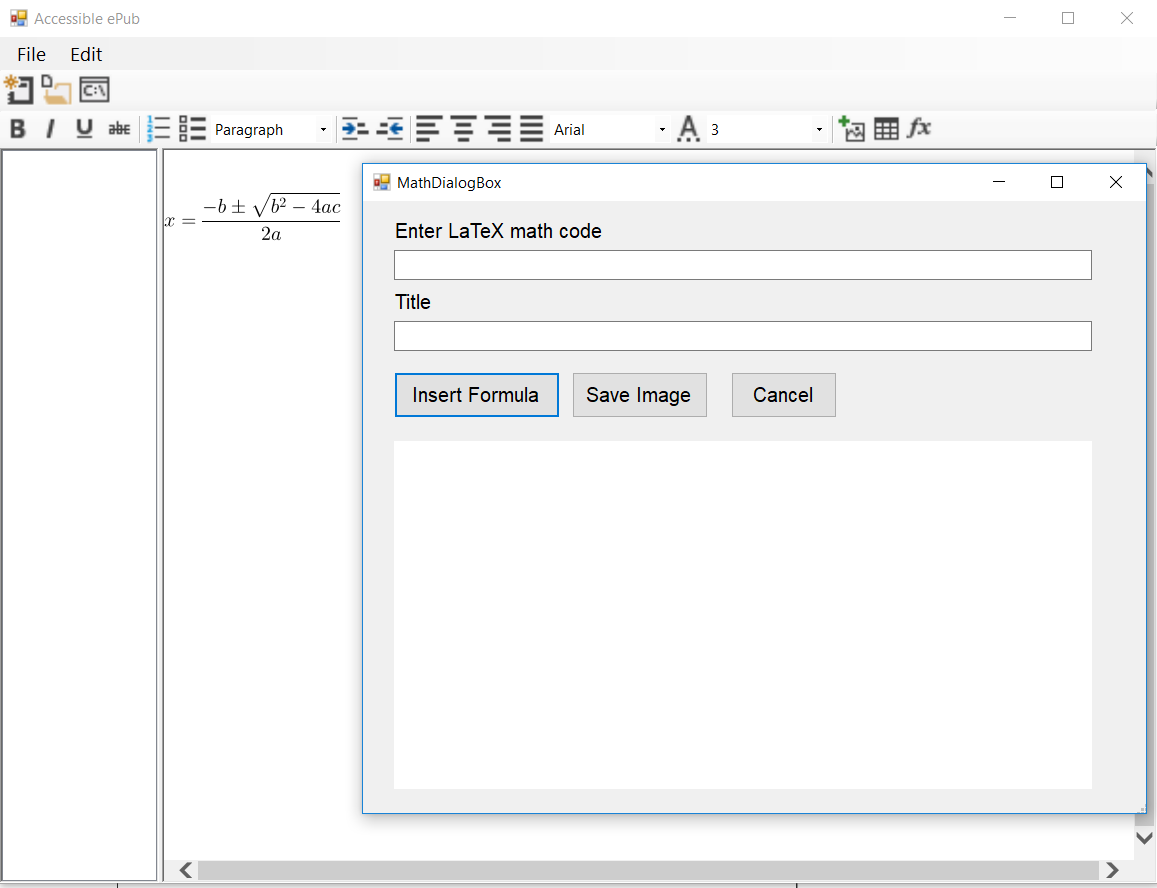 Accessible ePub
File Edit
C:\
B I U abc Paragraph Arial A 3 fx
x = \frac{-b ± \sqrt{b^2 − 4ac}}{2a}
MathDialogBox
Enter LaTeX math code
Title
Insert Formula Save Image Cancel